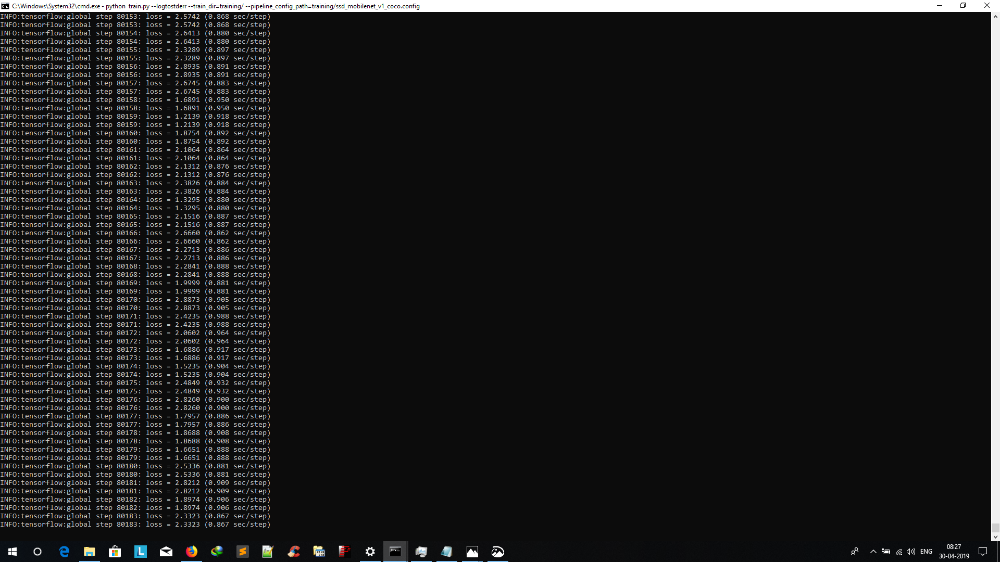 C:\Windows\System32\cmd.exe - python  train.py --logtostderr --train_dir=training/ --pipeline_config_path=training/ssd_mobilenet_v1_coco.config
INFO:tensorflow:global step 80153: loss = 2.5742 (0.868 sec/step)
INFO:tensorflow:global step 80153: loss = 2.5742 (0.868 sec/step)
INFO:tensorflow:global step 80154: loss = 2.6413 (0.880 sec/step)
INFO:tensorflow:global step 80154: loss = 2.6413 (0.880 sec/step)
INFO:tensorflow:global step 80155: loss = 2.3289 (0.897 sec/step)
INFO:tensorflow:global step 80155: loss = 2.3289 (0.897 sec/step)
INFO:tensorflow:global step 80156: loss = 2.8935 (0.891 sec/step)
INFO:tensorflow:global step 80156: loss = 2.8935 (0.891 sec/step)
INFO:tensorflow:global step 80157: loss = 2.6745 (0.883 sec/step)
INFO:tensorflow:global step 80157: loss = 2.6745 (0.883 sec/step)
INFO:tensorflow:global step 80158: loss = 1.6891 (0.950 sec/step)
INFO:tensorflow:global step 80158: loss = 1.6891 (0.950 sec/step)
INFO:tensorflow:global step 80159: loss = 1.2139 (0.918 sec/step)
INFO:tensorflow:global step 80159: loss = 1.2139 (0.918 sec/step)
INFO:tensorflow:global step 80160: loss = 1.8754 (0.892 sec/step)
INFO:tensorflow:global step 80160: loss = 1.8754 (0.892 sec/step)
INFO:tensorflow:global step 80161: loss = 2.1064 (0.864 sec/step)
INFO:tensorflow:global step 80161: loss = 2.1064 (0.864 sec/step)
INFO:tensorflow:global step 80162: loss = 2.1312 (0.876 sec/step)
INFO:tensorflow:global step 80162: loss = 2.1312 (0.876 sec/step)
INFO:tensorflow:global step 80163: loss = 2.3826 (0.884 sec/step)
INFO:tensorflow:global step 80163: loss = 2.3826 (0.884 sec/step)
INFO:tensorflow:global step 80164: loss = 1.3295 (0.880 sec/step)
INFO:tensorflow:global step 80164: loss = 1.3295 (0.880 sec/step)
INFO:tensorflow:global step 80165: loss = 2.1516 (0.887 sec/step)
INFO:tensorflow:global step 80165: loss = 2.1516 (0.887 sec/step)
INFO:tensorflow:global step 80166: loss = 2.6660 (0.862 sec/step)
INFO:tensorflow:global step 80166: loss = 2.6660 (0.862 sec/step)
INFO:tensorflow:global step 80167: loss = 2.2713 (0.886 sec/step)
INFO:tensorflow:global step 80167: loss = 2.2713 (0.886 sec/step)
INFO:tensorflow:global step 80168: loss = 2.2841 (0.888 sec/step)
INFO:tensorflow:global step 80168: loss = 2.2841 (0.888 sec/step)
INFO:tensorflow:global step 80169: loss = 1.9999 (0.881 sec/step)
INFO:tensorflow:global step 80169: loss = 1.9999 (0.881 sec/step)
INFO:tensorflow:global step 80170: loss = 2.8873 (0.905 sec/step)
INFO:tensorflow:global step 80170: loss = 2.8873 (0.905 sec/step)
INFO:tensorflow:global step 80171: loss = 2.4235 (0.988 sec/step)
INFO:tensorflow:global step 80171: loss = 2.4235 (0.988 sec/step)
INFO:tensorflow:global step 80172: loss = 2.0602 (0.964 sec/step)
INFO:tensorflow:global step 80172: loss = 2.0602 (0.964 sec/step)
INFO:tensorflow:global step 80173: loss = 1.6886 (0.917 sec/step)
INFO:tensorflow:global step 80173: loss = 1.6886 (0.917 sec/step)
INFO:tensorflow:global step 80174: loss = 1.5235 (0.904 sec/step)
INFO:tensorflow:global step 80174: loss = 1.5235 (0.904 sec/step)
INFO:tensorflow:global step 80175: loss = 2.4849 (0.932 sec/step)
INFO:tensorflow:global step 80175: loss = 2.4849 (0.932 sec/step)
INFO:tensorflow:global step 80176: loss = 2.8260 (0.900 sec/step)
INFO:tensorflow:global step 80176: loss = 2.8260 (0.900 sec/step)
INFO:tensorflow:global step 80177: loss = 1.7957 (0.886 sec/step)
INFO:tensorflow:global step 80177: loss = 1.7957 (0.886 sec/step)
INFO:tensorflow:global step 80178: loss = 1.8688 (0.908 sec/step)
INFO:tensorflow:global step 80178: loss = 1.8688 (0.908 sec/step)
INFO:tensorflow:global step 80179: loss = 1.6651 (0.888 sec/step)
INFO:tensorflow:global step 80179: loss = 1.6651 (0.888 sec/step)
INFO:tensorflow:global step 80180: loss = 2.5336 (0.881 sec/step)
INFO:tensorflow:global step 80180: loss = 2.5336 (0.881 sec/step)
INFO:tensorflow:global step 80181: loss = 2.8212 (0.909 sec/step)
INFO:tensorflow:global step 80181: loss = 2.8212 (0.909 sec/step)
INFO:tensorflow:global step 80182: loss = 1.8974 (0.906 sec/step)
INFO:tensorflow:global step 80182: loss = 1.8974 (0.906 sec/step)
INFO:tensorflow:global step 80183: loss = 2.3323 (0.867 sec/step)
INFO:tensorflow:global step 80183: loss = 2.3323 (0.867 sec/step)
ENG
08:27
30-04-2019